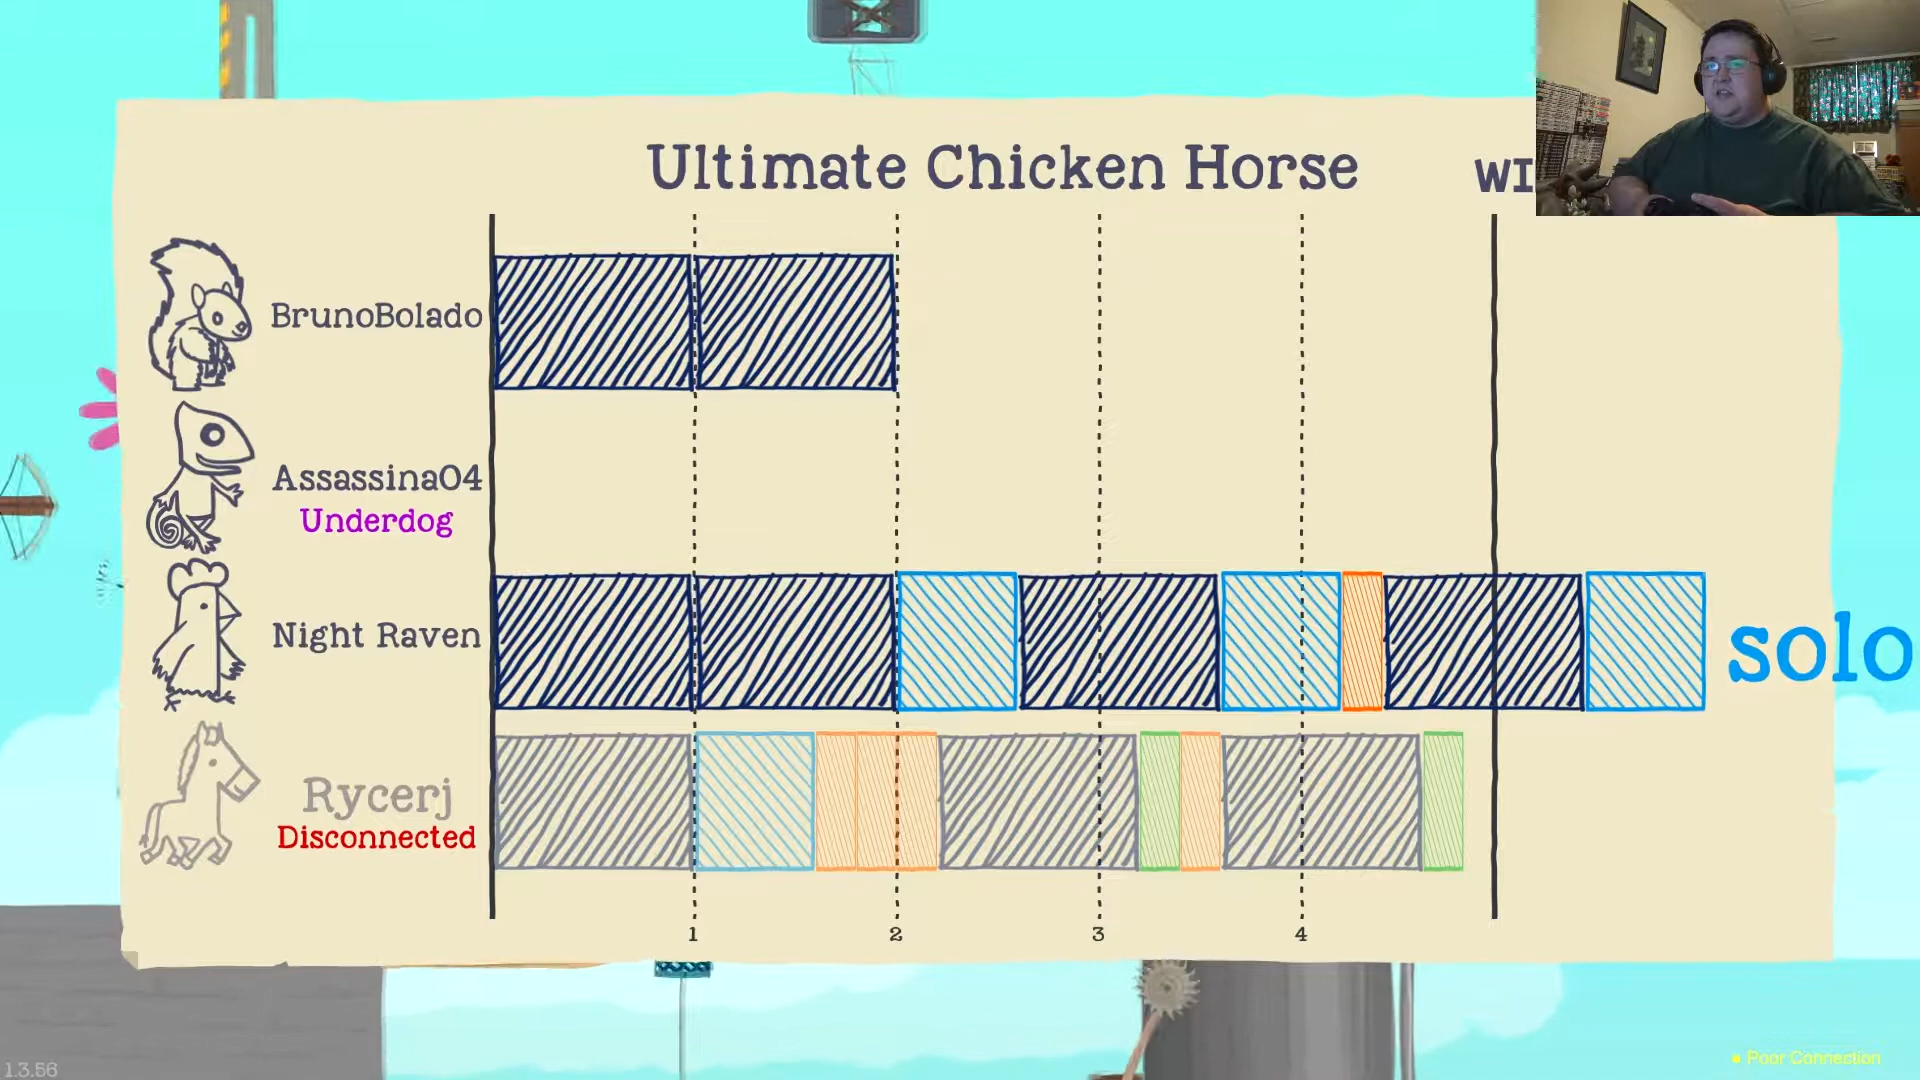 Ultimate Chicken Horse
WI
BrunoBolado
Assassina04
Underdog
Night Raven
solo
Rycerj
Disconnected
1 2 3 4
1.3.56
Poor Connection